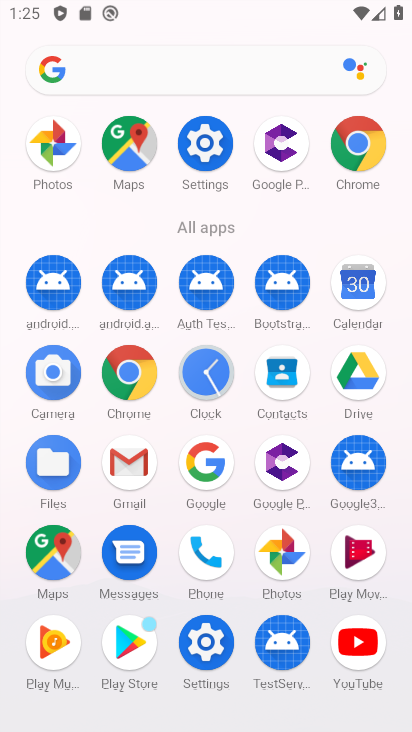 1:25
Photos Maps Settings Google P... Chrome
All apps
android.... android.a... Auth Tes... Bootstra... Calendar
30
Camera Chrome Clock Contacts Drive
Files Gmail Google Google P... Google3...
Maps Messages Phone Photos Play Mov...
Play Mu... Play Store Settings TestServ... YouTube